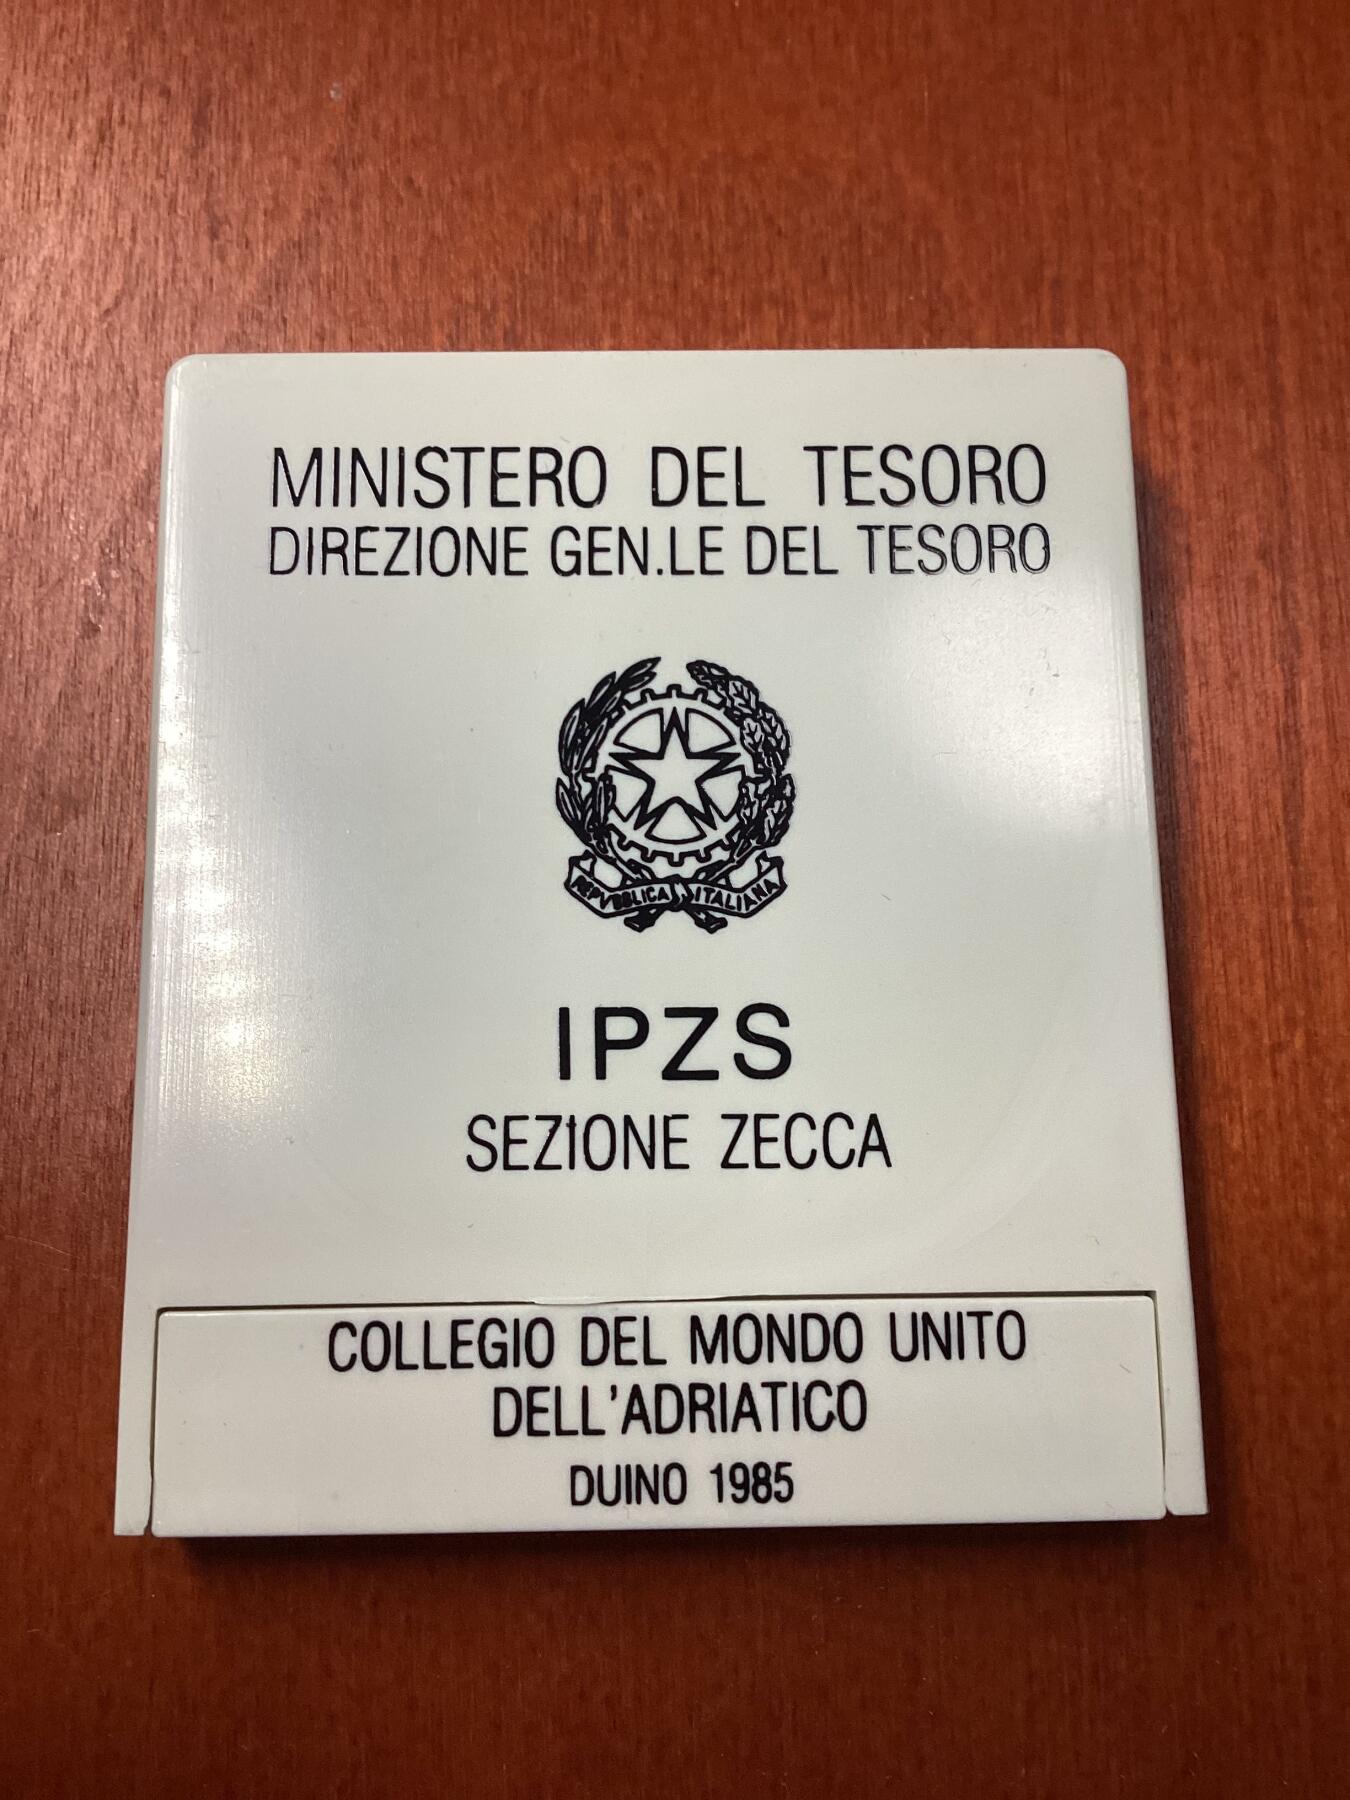 MINISTERO DEL TESORO
DIREZIONE GEN.LE DEL TESORO
REPVBBLICA ITALIANA
IPZS
SEZIONE ZECCA
COLLEGIO DEL MONDO UNITO
DELL'ADRIATICO
DUINO 1985